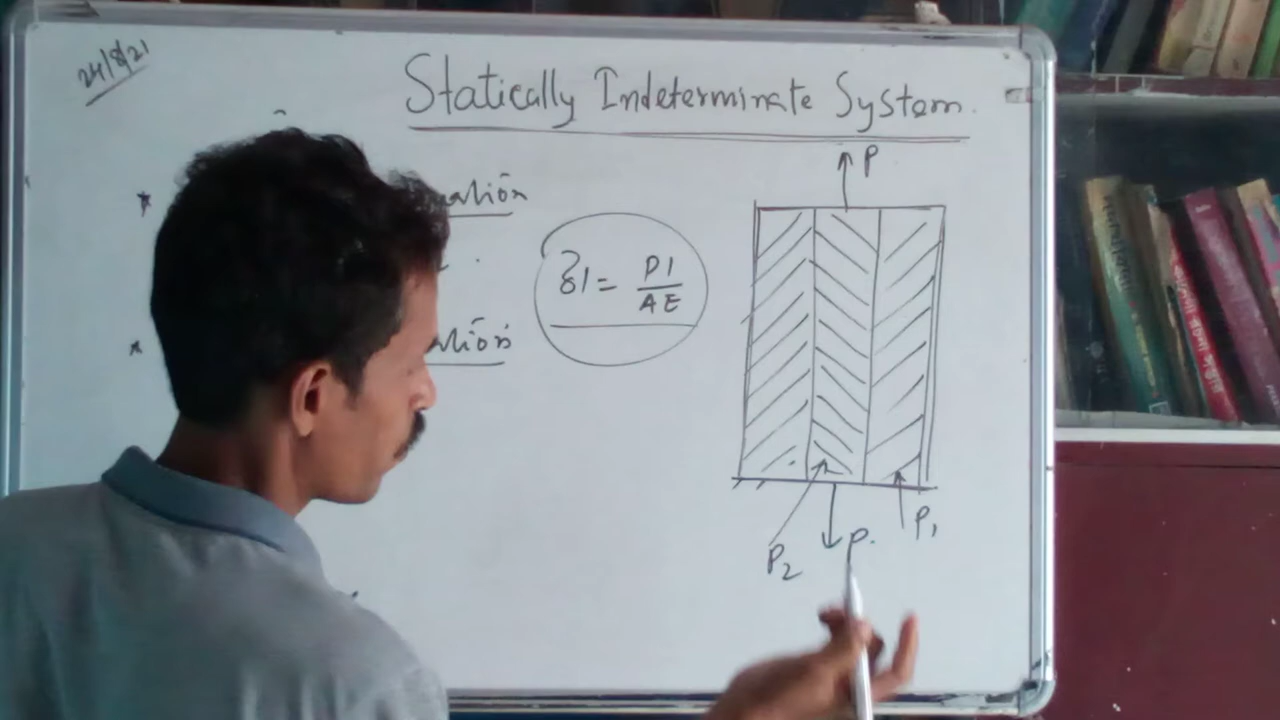 24/8/21
Statically Indeterminate System.
P
δl = Pl
AE
P1
P.
P2